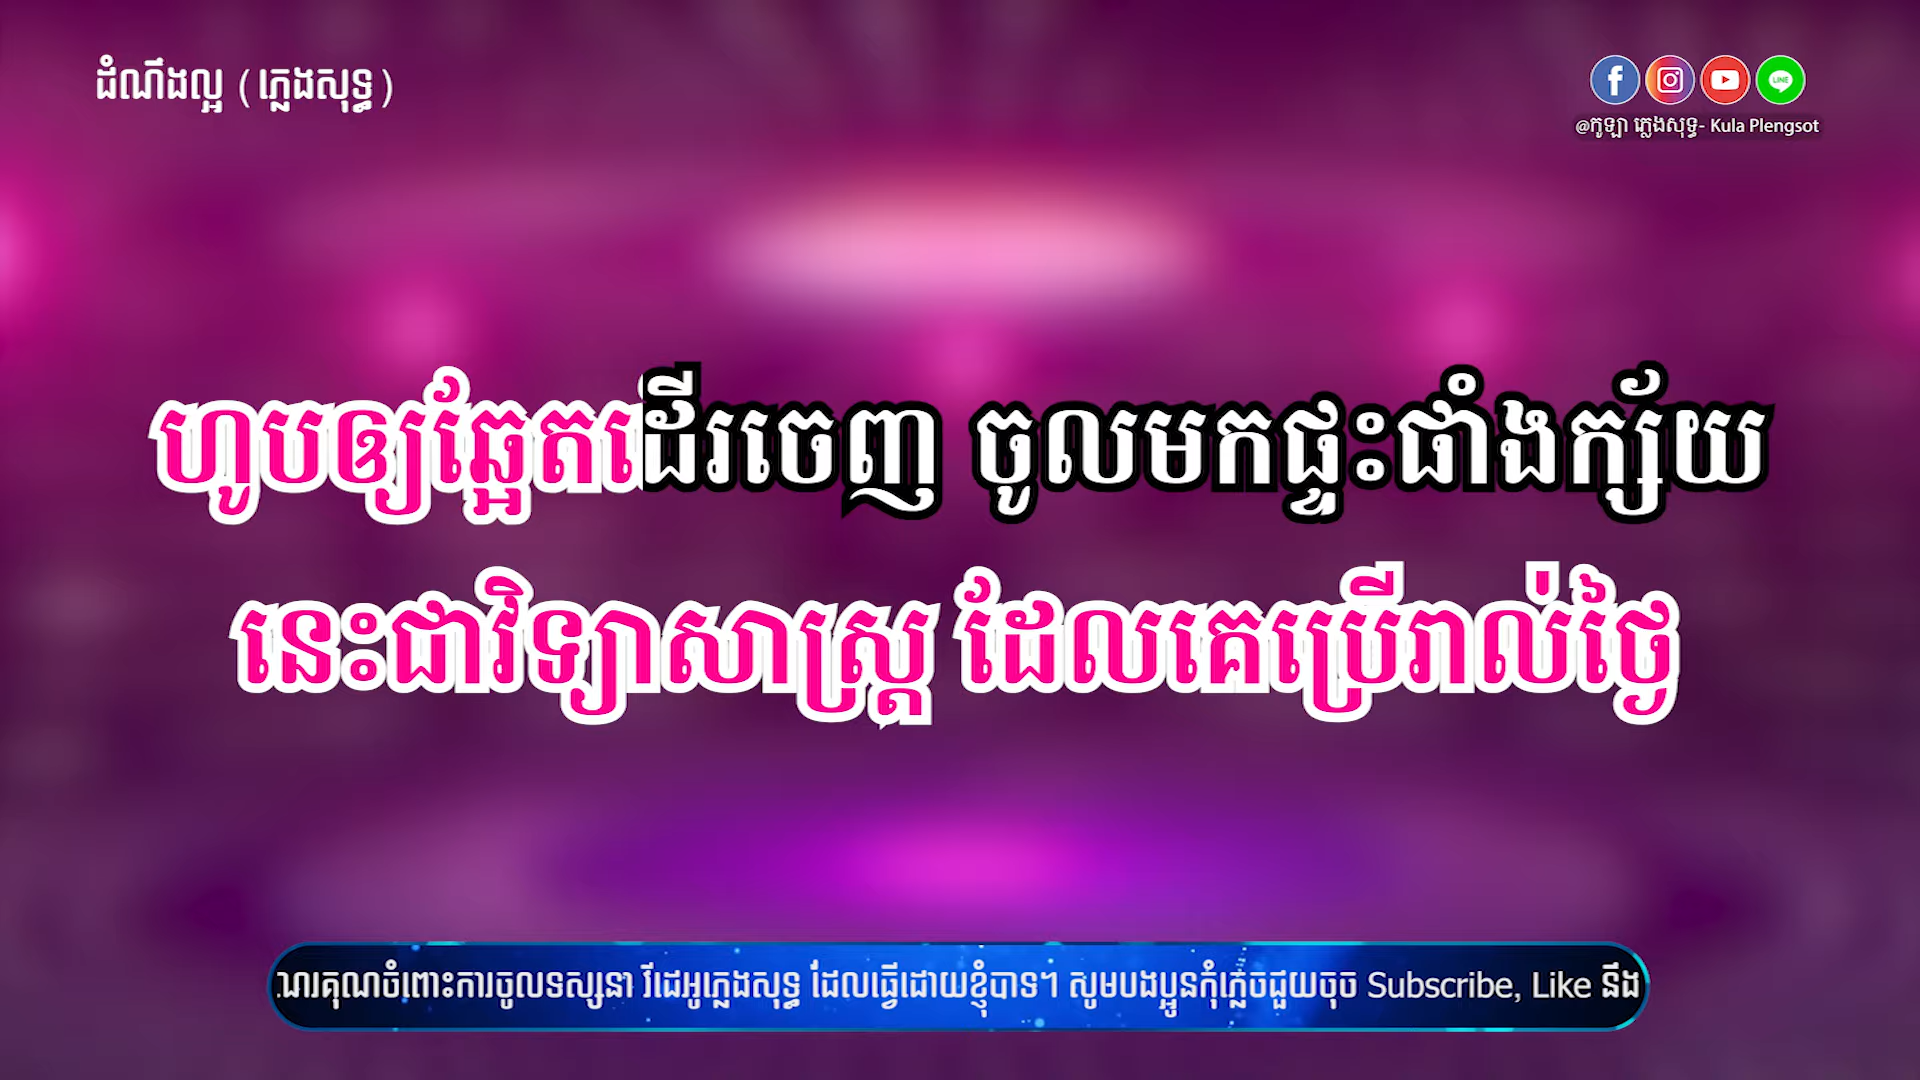 ដំណឹងល្អ (ភ្លេងសុទ្ធ)
@កូឡា ភ្លេងសុទ្ធ- Kula Plengsot
ហូបឲ្យឆ្អែតដើរចេញ ចូលមកផ្ទះផាំងក្ស័យ
នេះជាវិទ្យាសាស្ត្រ ដែលគេប្រើរាល់ថ្ងៃ
គុណចំពោះការចូលទស្សនា វីដេអូភ្លេងសុទ្ធ ដែលធ្វើដោយខ្ញុំបាទ។ សូមបងប្អូនកុំភ្លេចជួយចុច Subscribe, Like នឹង